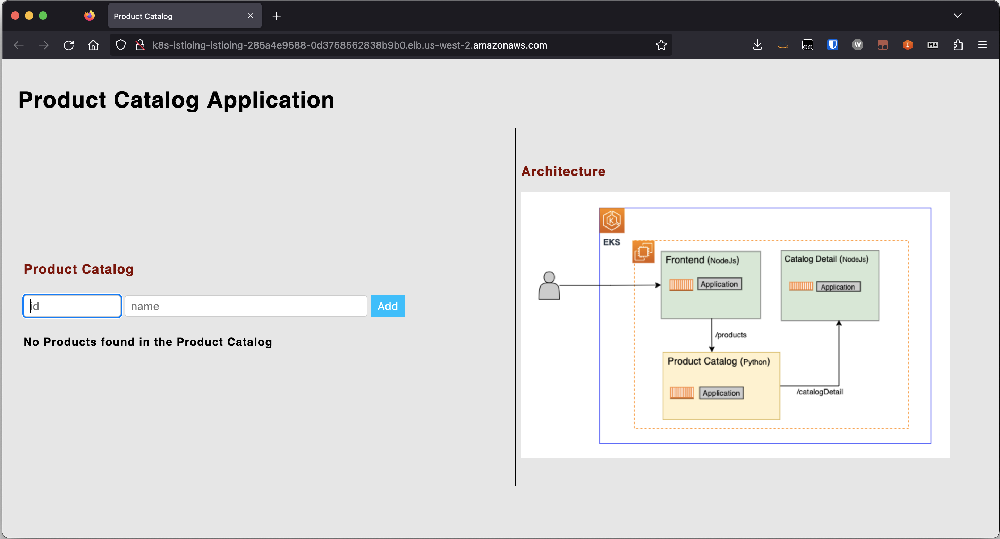 Product Catalog
k8s-istioing-istioing-285a4e9588-0d3758562838b9b0.elb.us-west-2.amazonaws.com
W
I
M
Product Catalog Application
Product Catalog
id
name
Add
No Products found in the Product Catalog
Architecture
K
EKS
Frontend (NodeJs)
Application
Catalog Detail (NodeJs)
Application
/products
Product Catalog (Python)
Application
/catalogDetail